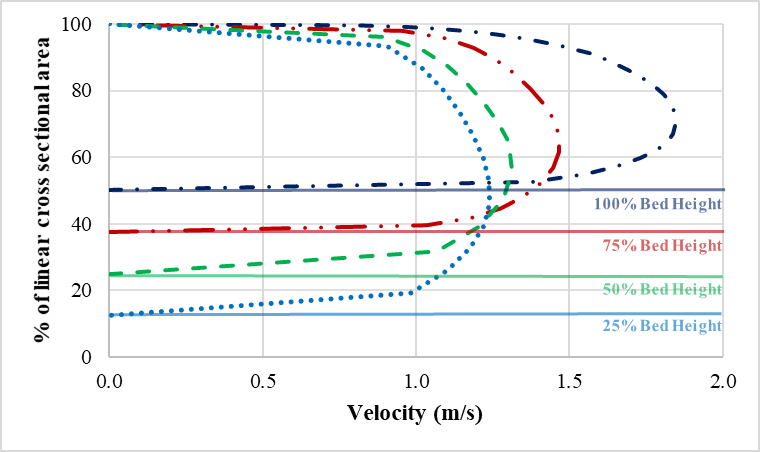 100
80
60
40
20
0
% of linear cross sectional area
100% Bed Height
75% Bed Height
50% Bed Height
25% Bed Height
0.0 0.5 1.0 1.5 2.0
Velocity (m/s)